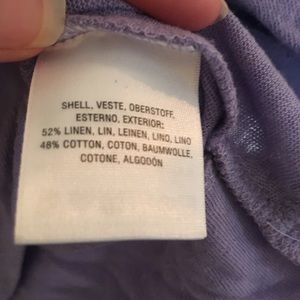 SHELL, VESTE, OBERSTOFF,
ESTERNO, EXTERIOR:
52% LINEN, LIN, LEINEN, LINO, LINO
48% COTTON, COTON, BAUMWOLLE,
COTONE, ALGODÓN